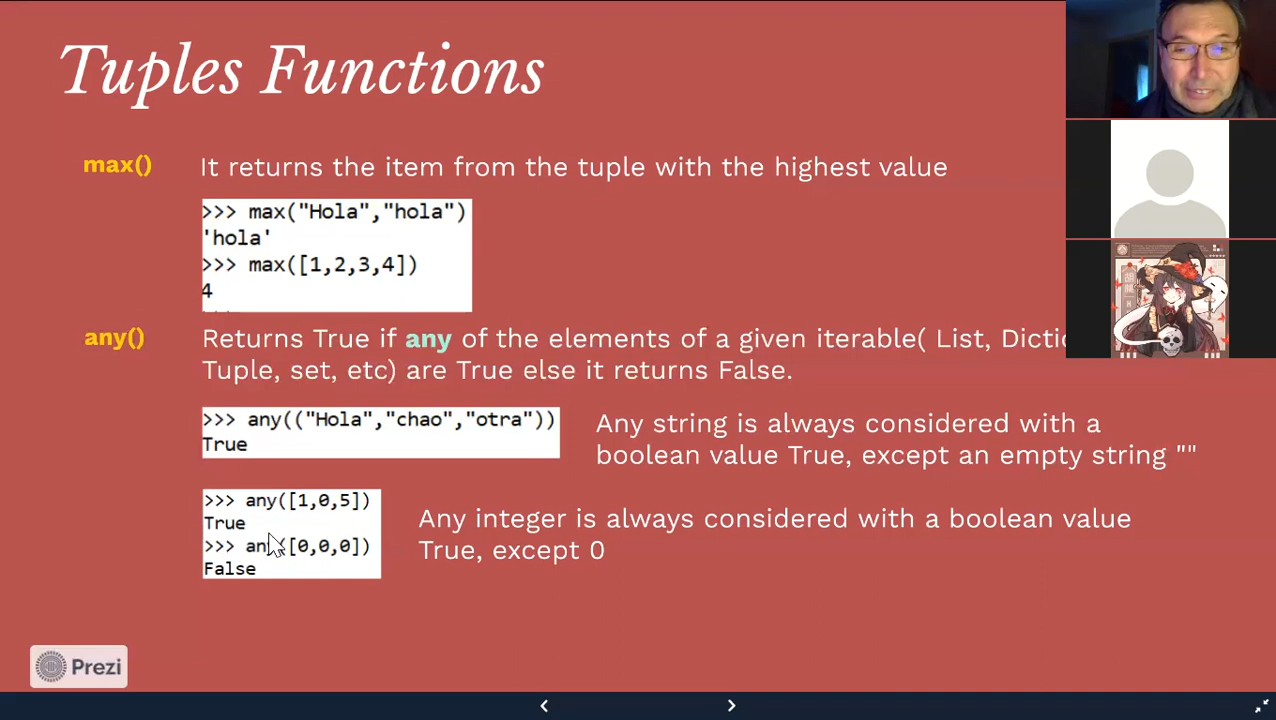 Tuples Functions
max()
It returns the item from the tuple with the highest value
>>> max("Hola","hola")
'hola'
>>> max([1,2,3,4])
4
any()
Returns True if any of the elements of a given iterable( List,
Tuple, set, etc) are True else it returns False.
>>> any(("Hola","chao","otra"))
True
Any string is always considered with a
boolean value True, except an empty string ""
>>> any([1,0,5])
True
>>> any([0,0,0])
False
Any integer is always considered with a boolean value
True, except 0
Prezi